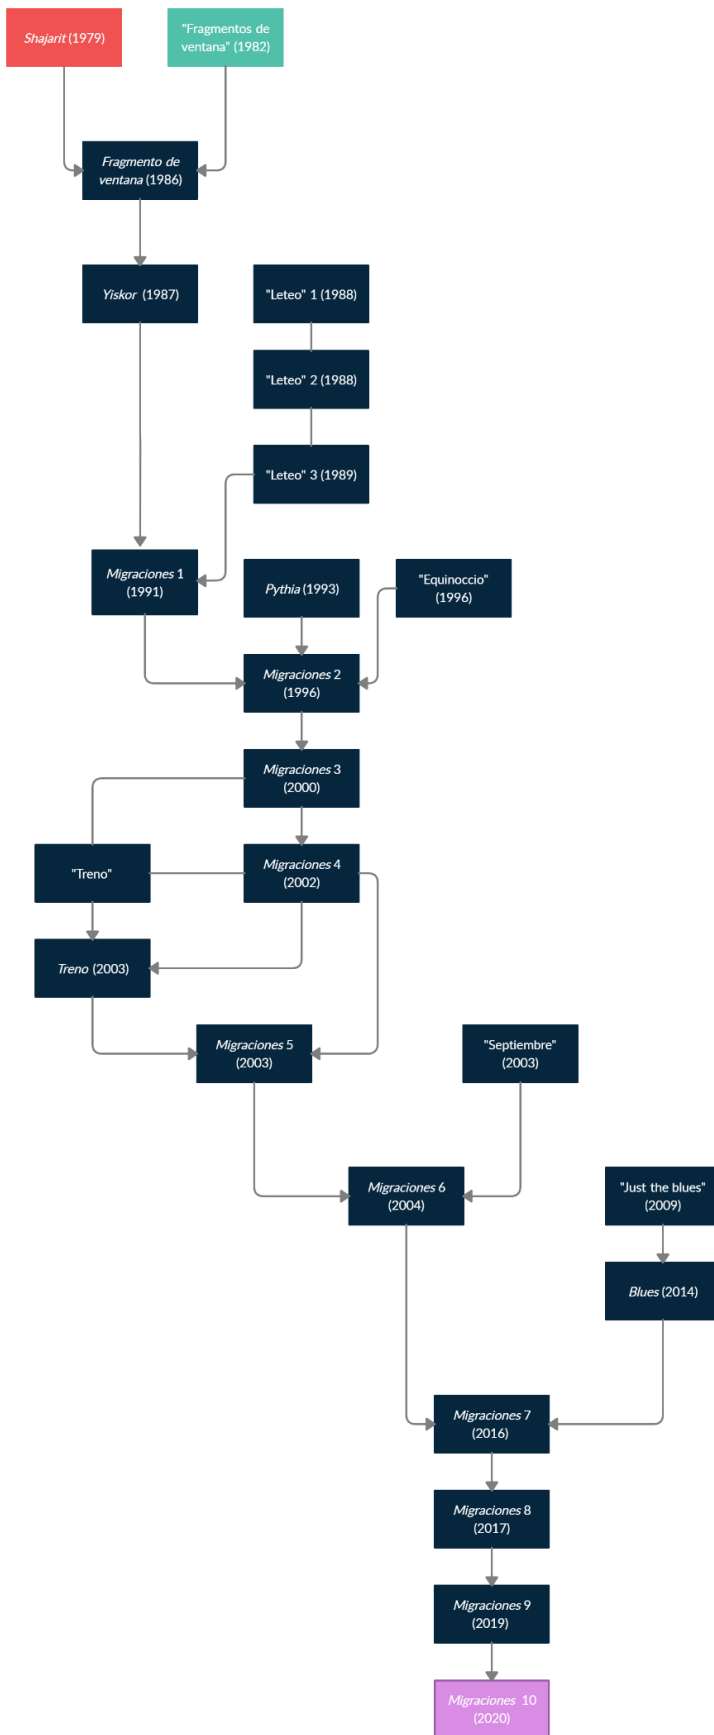 Shajarit (1979)
"Fragmentos de
ventana" (1982)
Fragmento de
ventana (1986)
Yiskor (1987)
"Leteo" 1 (1988)
"Leteo" 2 (1988)
"Leteo" 3 (1989)
Migraciones 1
(1991)
Pythia (1993)
"Equinoccio"
(1996)
Migraciones 2
(1996)
Migraciones 3
(2000)
"Treno"
Migraciones 4
(2002)
Treno (2003)
Migraciones 5
(2003)
"Septiembre"
(2003)
Migraciones 6
(2004)
"Just the blues"
(2009)
Blues (2014)
Migraciones 7
(2016)
Migraciones 8
(2017)
Migraciones 9
(2019)
Migraciones 10
(2020)